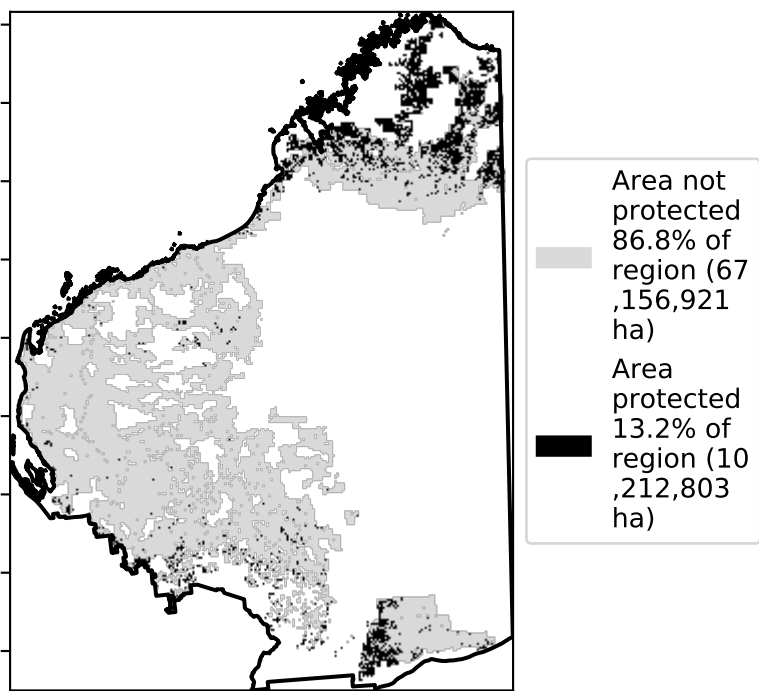 Area not
protected
86.8% of
region (67
,156,921
ha)
Area
protected
13.2% of
region (10
,212,803
ha)